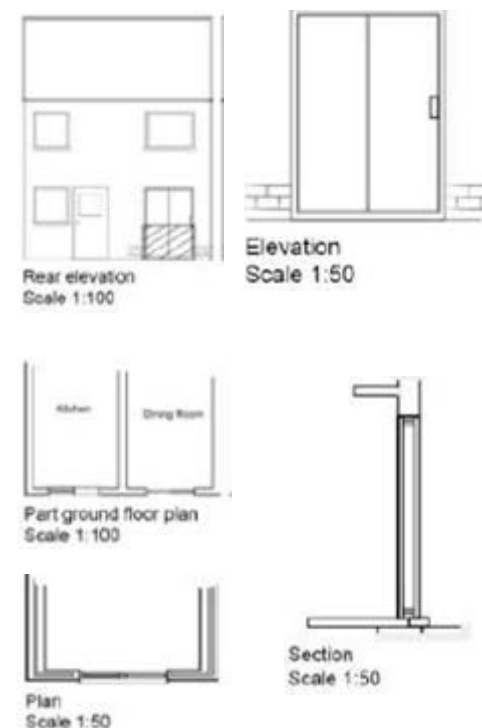 Rear elevation
Scale 1:100
Elevation
Scale 1:50
Kitchen
Dining Room
Part ground floor plan
Scale 1:100
Plan
Scale 1:50
Section
Scale 1:50